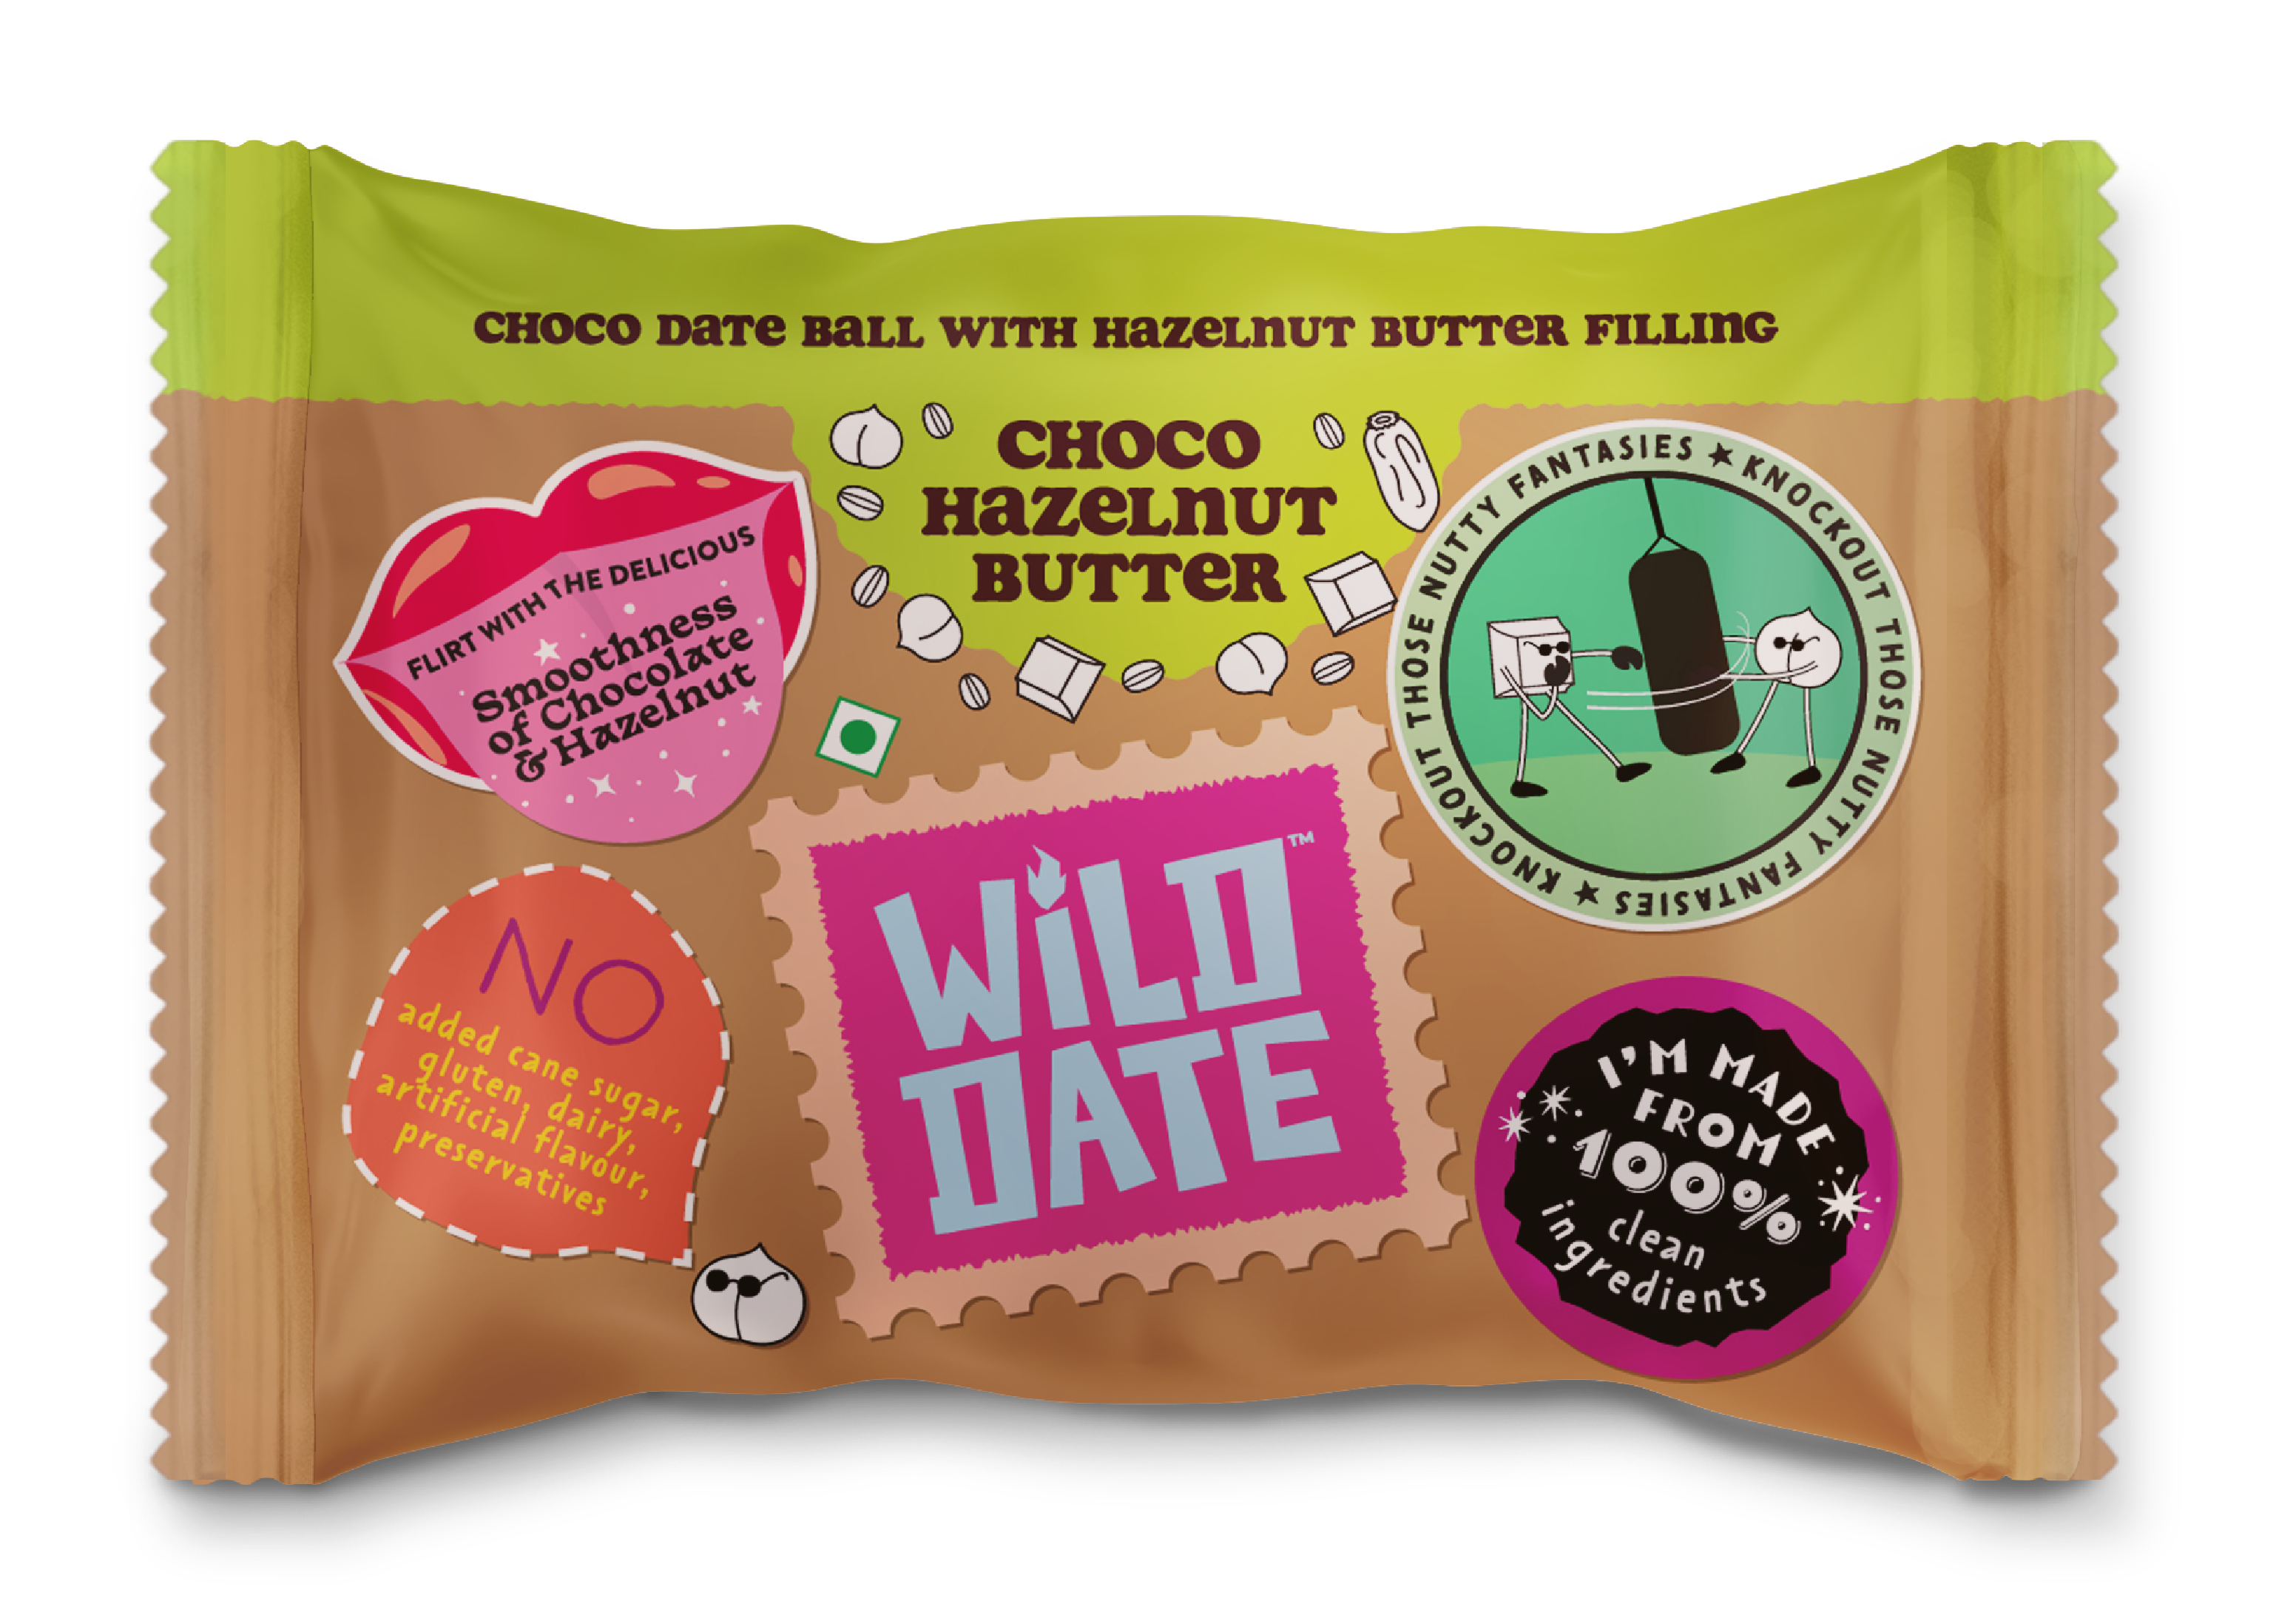 CHOCO DaTe BaLL WITH HazeLnUT BUTTeR FILLInG
CHOCO
HazeLnUT
BUTTeR
FLIRT WITH THE DELICIOUS
Smoothness
of Chocolate
& Hazelnut
KNOCKOUT THOSE NUTTY FANTASIES ★ KNOCKOUT THOSE NUTTY FANTASIES ★
WiLD
DATE
™
NO
added cane sugar,
gluten, dairy,
artificial flavour,
preservatives
I'M MADE
FROM
100%
clean
ingredients